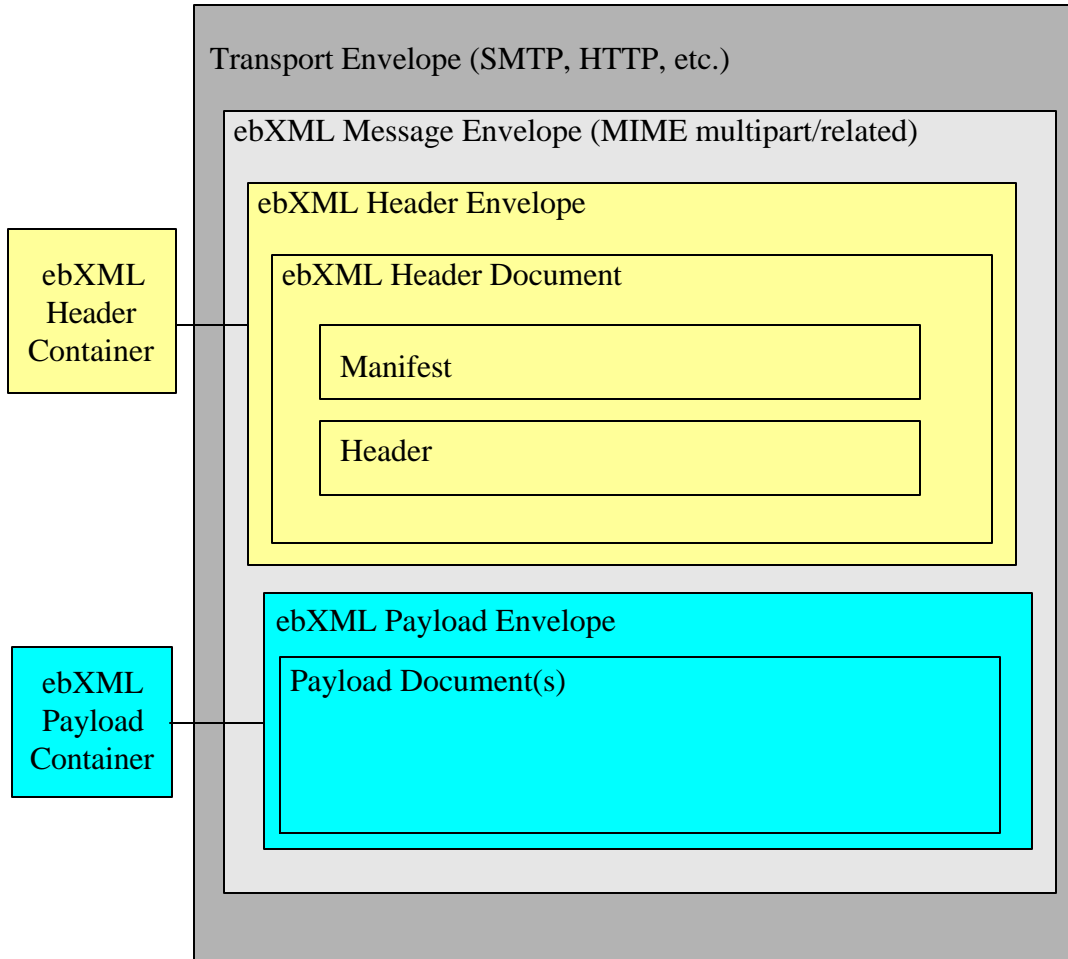 Transport Envelope (SMTP, HTTP, etc.)
ebXML Message Envelope (MIME multipart/related)
ebXML Header Envelope
ebXML Header Document
Manifest
Header
ebXML
Header
Container
ebXML Payload Envelope
Payload Document(s)
ebXML
Payload
Container